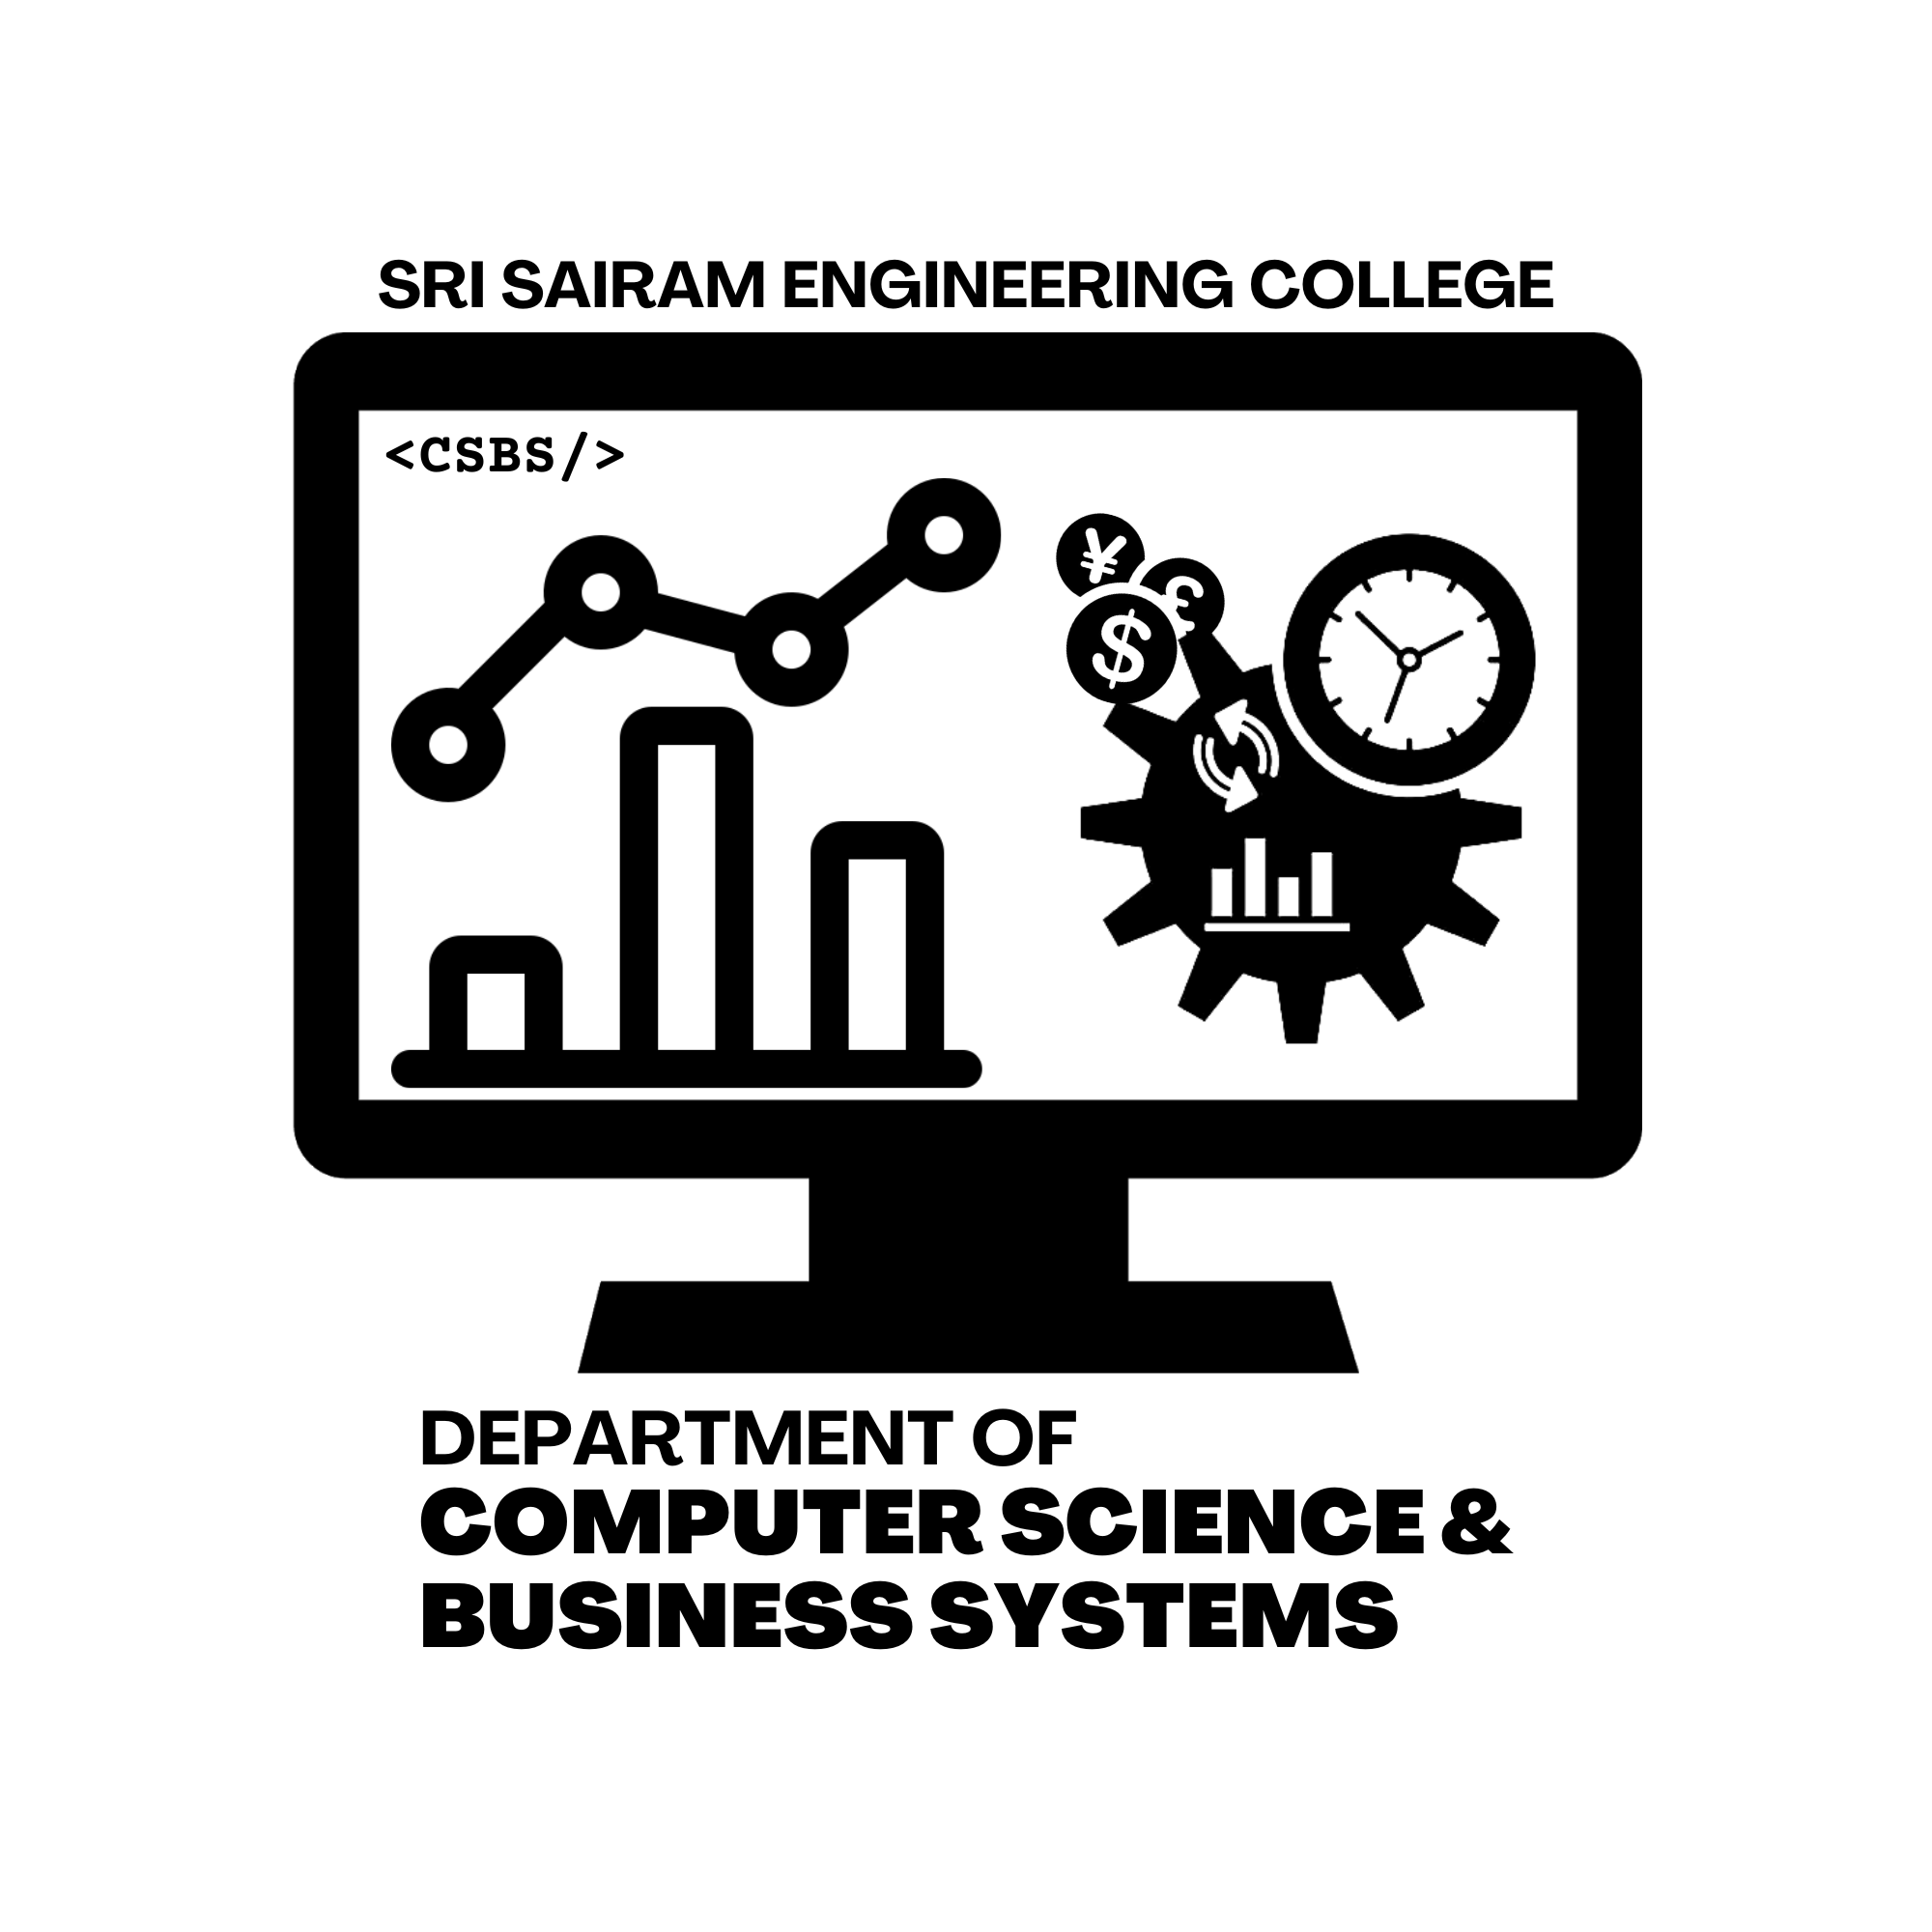 SRI SAIRAM ENGINEERING COLLEGE
<CSBS/>
¥
$
DEPARTMENT OF
COMPUTER SCIENCE &
BUSINESS SYSTEMS